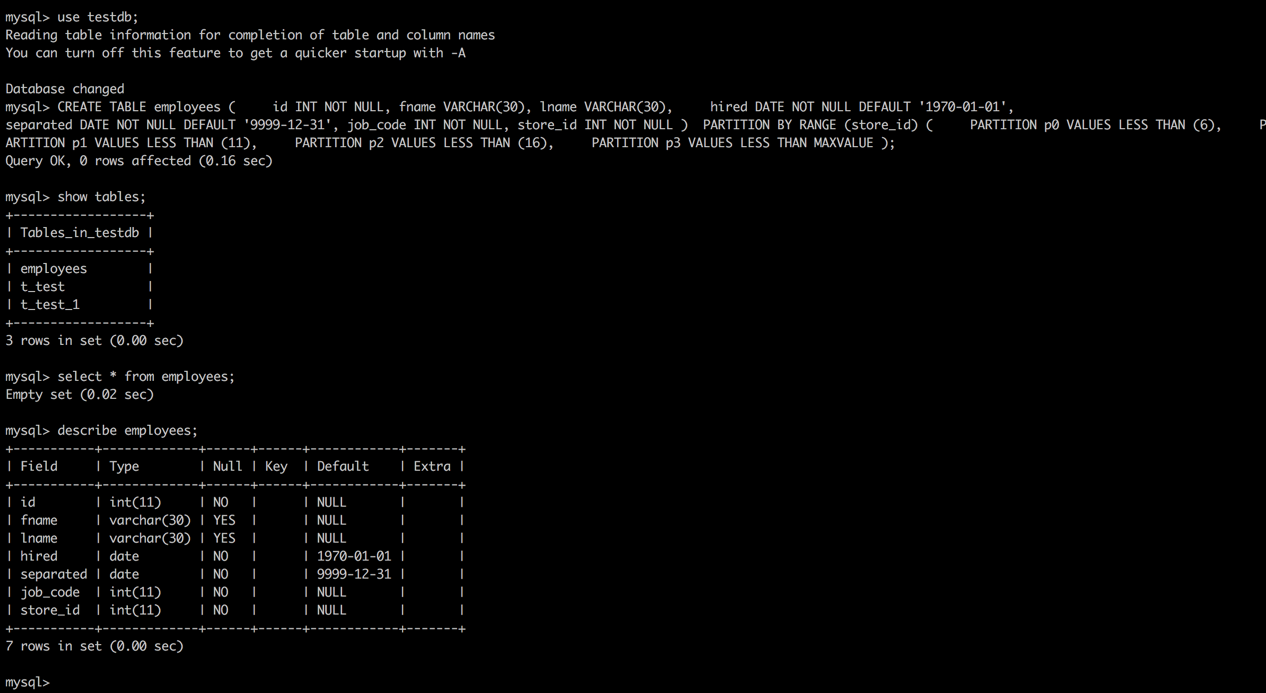 mysql> use testdb;
Reading table information for completion of table and column names
You can turn off this feature to get a quicker startup with -A

Database changed
mysql> CREATE TABLE employees (     id INT NOT NULL, fname VARCHAR(30), lname VARCHAR(30),     hired DATE NOT NULL DEFAULT '1970-01-01',
separated DATE NOT NULL DEFAULT '9999-12-31', job_code INT NOT NULL, store_id INT NOT NULL )  PARTITION BY RANGE (store_id) (     PARTITION p0 VALUES LESS THAN (6),     P
ARTITION p1 VALUES LESS THAN (11),     PARTITION p2 VALUES LESS THAN (16),     PARTITION p3 VALUES LESS THAN MAXVALUE );
Query OK, 0 rows affected (0.16 sec)

mysql> show tables;
+------------------+
| Tables_in_testdb |
+------------------+
| employees        |
| t_test           |
| t_test_1         |
+------------------+
3 rows in set (0.00 sec)

mysql> select * from employees;
Empty set (0.02 sec)

mysql> describe employees;
+-----------+-------------+------+------+------------+-------+
| Field     | Type        | Null | Key  | Default    | Extra |
+-----------+-------------+------+------+------------+-------+
| id        | int(11)     | NO   |      | NULL       |       |
| fname     | varchar(30) | YES  |      | NULL       |       |
| lname     | varchar(30) | YES  |      | NULL       |       |
| hired     | date        | NO   |      | 1970-01-01 |       |
| separated | date        | NO   |      | 9999-12-31 |       |
| job_code  | int(11)     | NO   |      | NULL       |       |
| store_id  | int(11)     | NO   |      | NULL       |       |
+-----------+-------------+------+------+------------+-------+
7 rows in set (0.00 sec)

mysql>